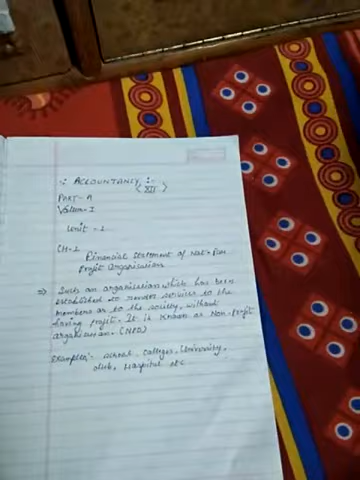 :- ACCOUNTANCY :-
(XII)
PART- A
Volum- I
Unit - 1
CH-1 Financial Statement of Not-For
Profit Organisation
⇒ Such an organisation which has been
established to render services to the
members or to the society, without
having profit. It is known as Non-Profit
organisation. (NPO)
Examples:- school, colleges, University,
club, Hospital etc